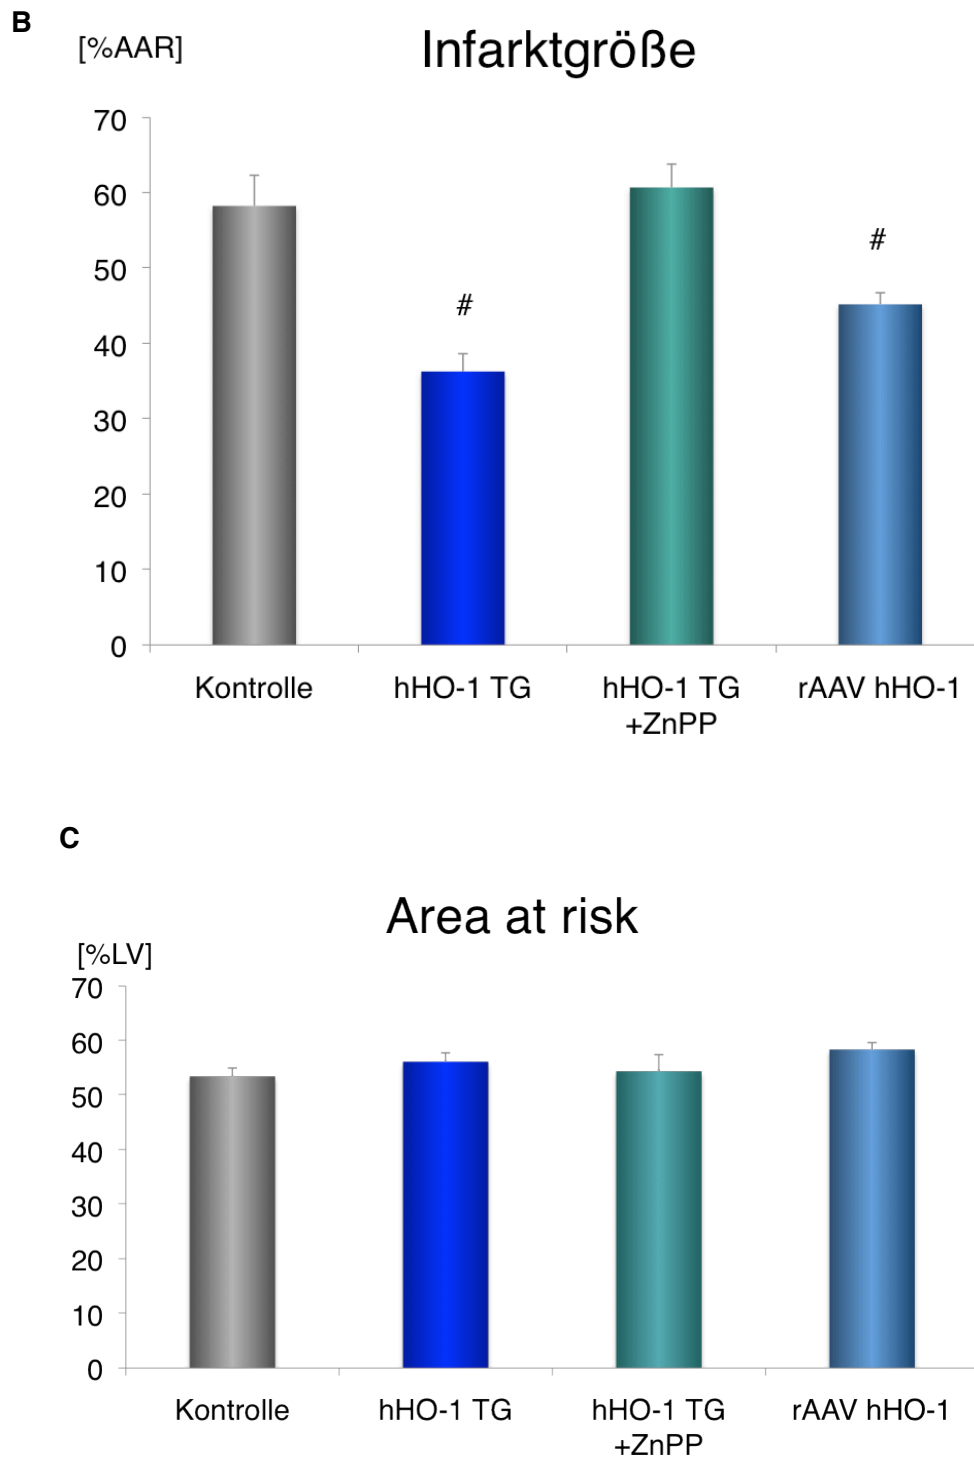 B
[%AAR]
Infarktgröße
70
60
50
40
30
20
10
0
#
#
Kontrolle
hHO-1 TG
hHO-1 TG
+ZnPP
rAAV hHO-1
C
Area at risk
[%LV]
70
60
50
40
30
20
10
0
Kontrolle
hHO-1 TG
hHO-1 TG
+ZnPP
rAAV hHO-1